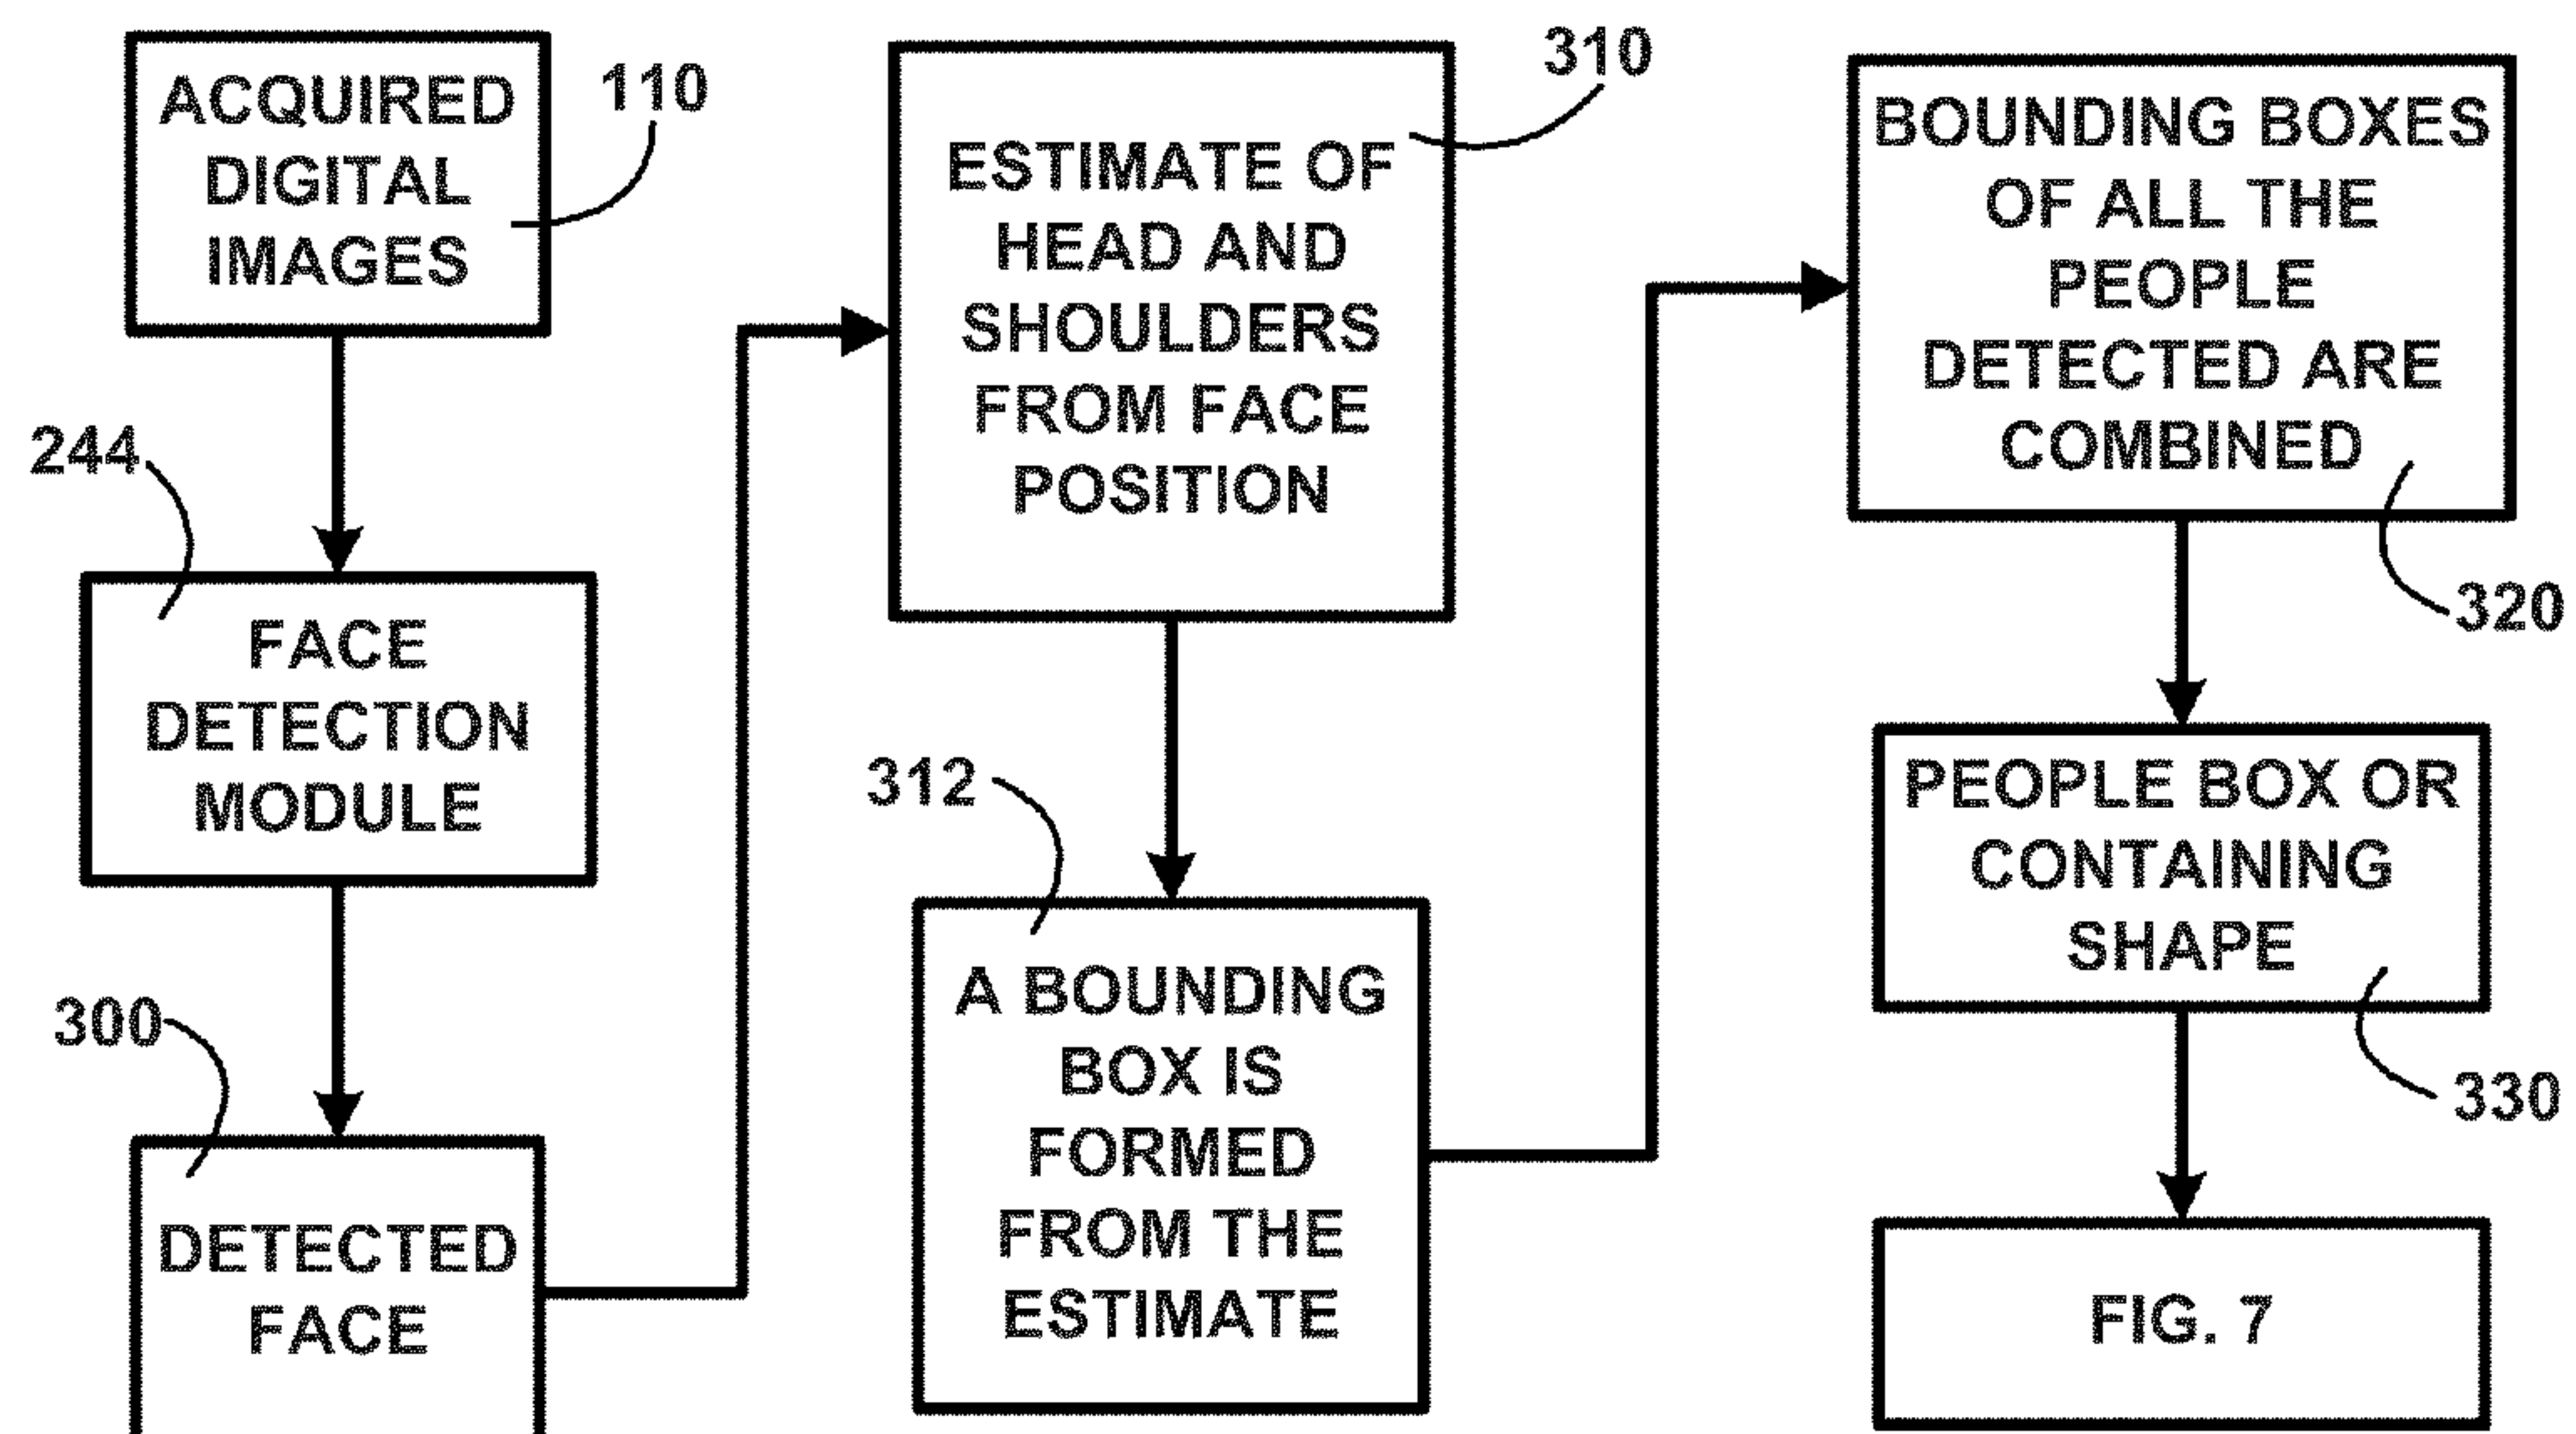 ACQUIRED
DIGITAL
IMAGES
110
244
FACE
DETECTION
MODULE
300
DETECTED
FACE
310
ESTIMATE OF
HEAD AND
SHOULDERS
FROM FACE
POSITION
312
A BOUNDING
BOX IS
FORMED
FROM THE
ESTIMATE
BOUNDING BOXES
OF ALL THE
PEOPLE
DETECTED ARE
COMBINED
320
PEOPLE BOX OR
CONTAINING
SHAPE
330
FIG. 7